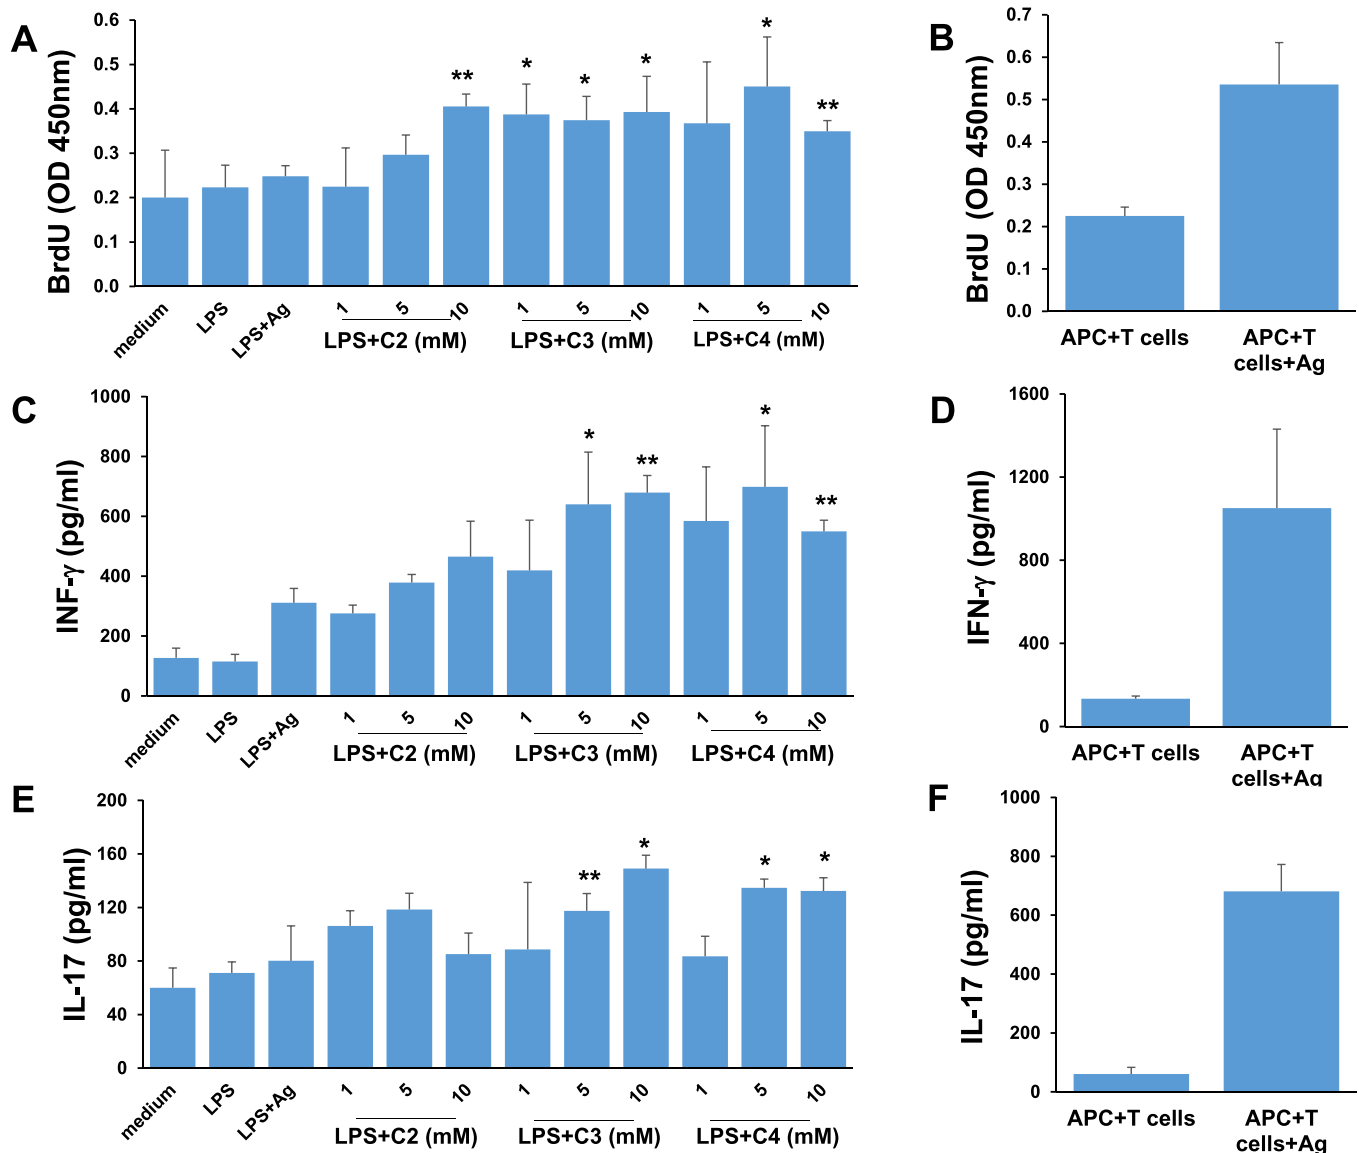 A
BrdU (OD 450nm)
0.6
0.5
0.4
0.3
0.2
0.1
0.0
**
*
*
*
*
**
medium
LPS
LPS+Ag
1
5
10
1
5
10
1
5
10
LPS+C2 (mM)
LPS+C3 (mM)
LPS+C4 (mM)
B
BrdU (OD 450nm)
0.7
0.6
0.5
0.4
0.3
0.2
0.1
0.0
APC+T cells
APC+T
cells+Ag
C
INF-γ (pg/ml)
1000
800
600
400
200
0
*
**
*
**
medium
LPS
LPS+Ag
1
5
10
1
5
10
1
5
10
LPS+C2 (mM)
LPS+C3 (mM)
LPS+C4 (mM)
D
IFN-γ (pg/ml)
1600
1200
800
400
0
APC+T cells
APC+T
cells+Ag
E
IL-17 (pg/ml)
200
160
120
80
40
0
**
*
*
*
medium
LPS
LPS+Ag
1
5
10
1
5
10
1
5
10
LPS+C2 (mM)
LPS+C3 (mM)
LPS+C4 (mM)
F
IL-17 (pg/ml)
1000
800
600
400
200
0
APC+T cells
APC+T
cells+Ag